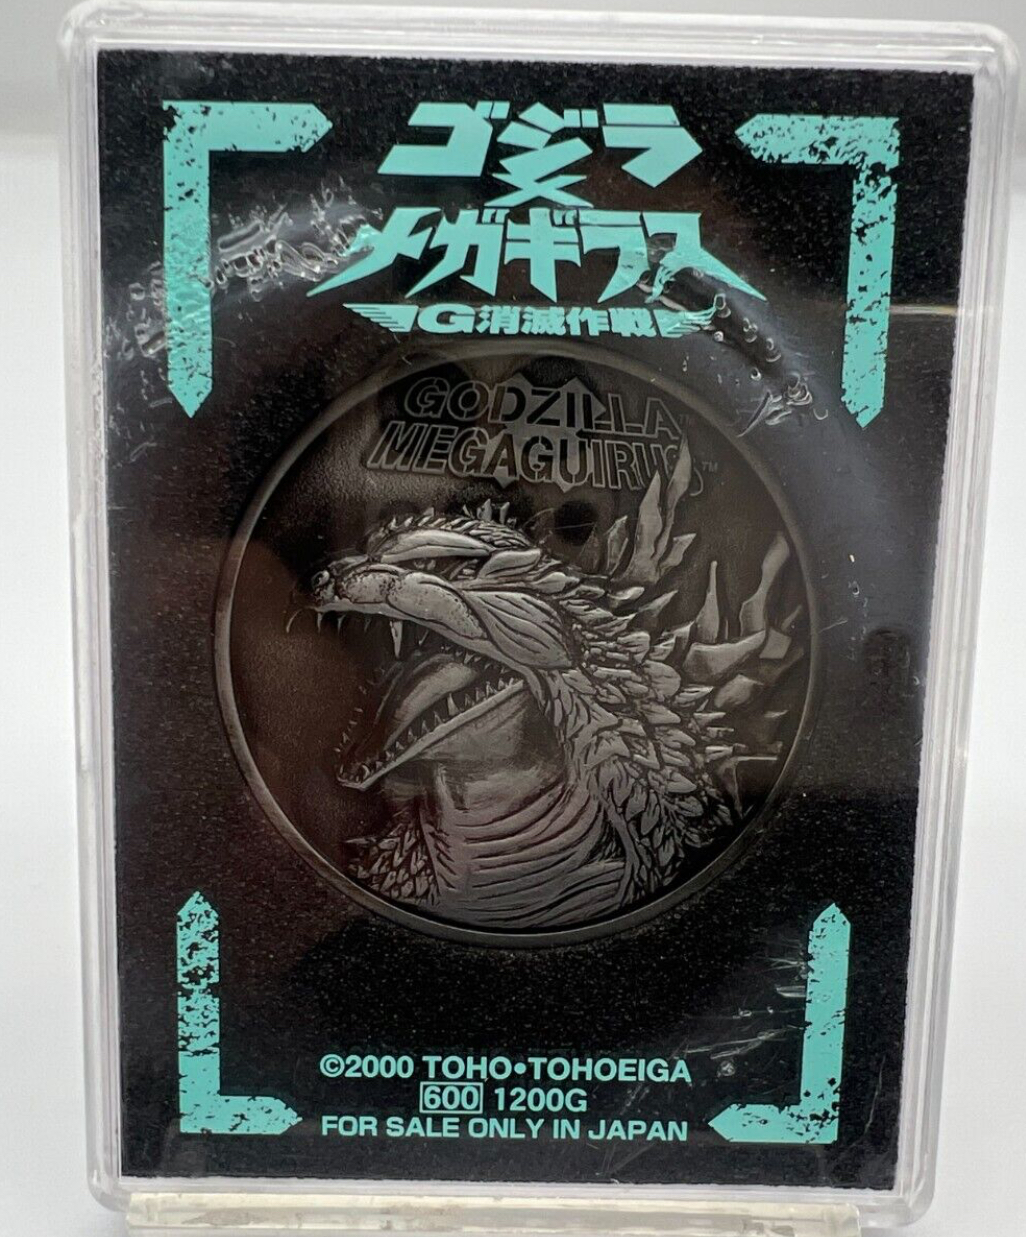 ゴジラ
×
メガギラス
G消滅作戦
GODZILLA
MEGAGUIRUS™
©2000 TOHO•TOHOEIGA
600 1200G
FOR SALE ONLY IN JAPAN